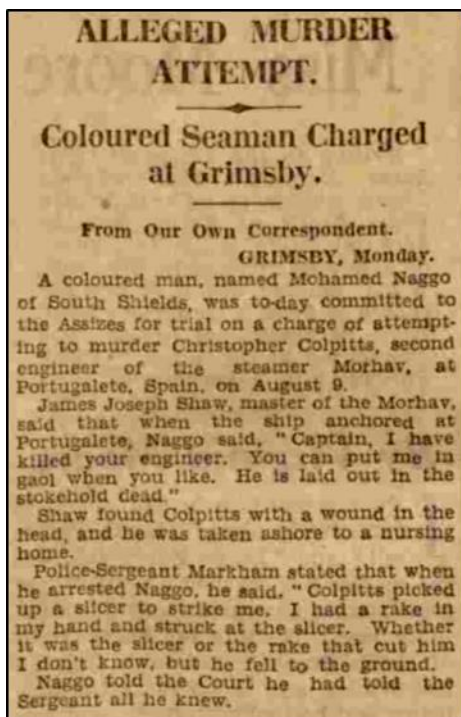 ALLEGED MURDER
ATTEMPT.
Coloured Seaman Charged
at Grimsby.
From Our Own Correspondent.
GRIMSBY, Monday.
A coloured man, named Mohamed Naggo
of South Shields, was to-day committed to
the Assizes for trial on a charge of attempt-
ing to murder Christopher Colpitts, second
engineer of the steamer Morhav, at
Portugalete, Spain, on August 9.
James Joseph Shaw, master of the Morhav,
said that when the ship anchored at
Portugalete, Naggo said, "Captain, I have
killed your engineer. You can put me in
gaol when you like. He is laid out in the
stokehold dead."
Shaw found Colpitts with a wound in the
head, and he was taken ashore to a nursing
home.
Police-Sergeant Markham stated that when
he arrested Naggo, he said, "Colpitts picked
up a slicer to strike me. I had a rake in
my hand and struck at the slicer. Whether
it was the slicer or the rake that cut him
I don't know, but he fell to the ground.
Naggo told the Court he had told the
Sergeant all he knew.